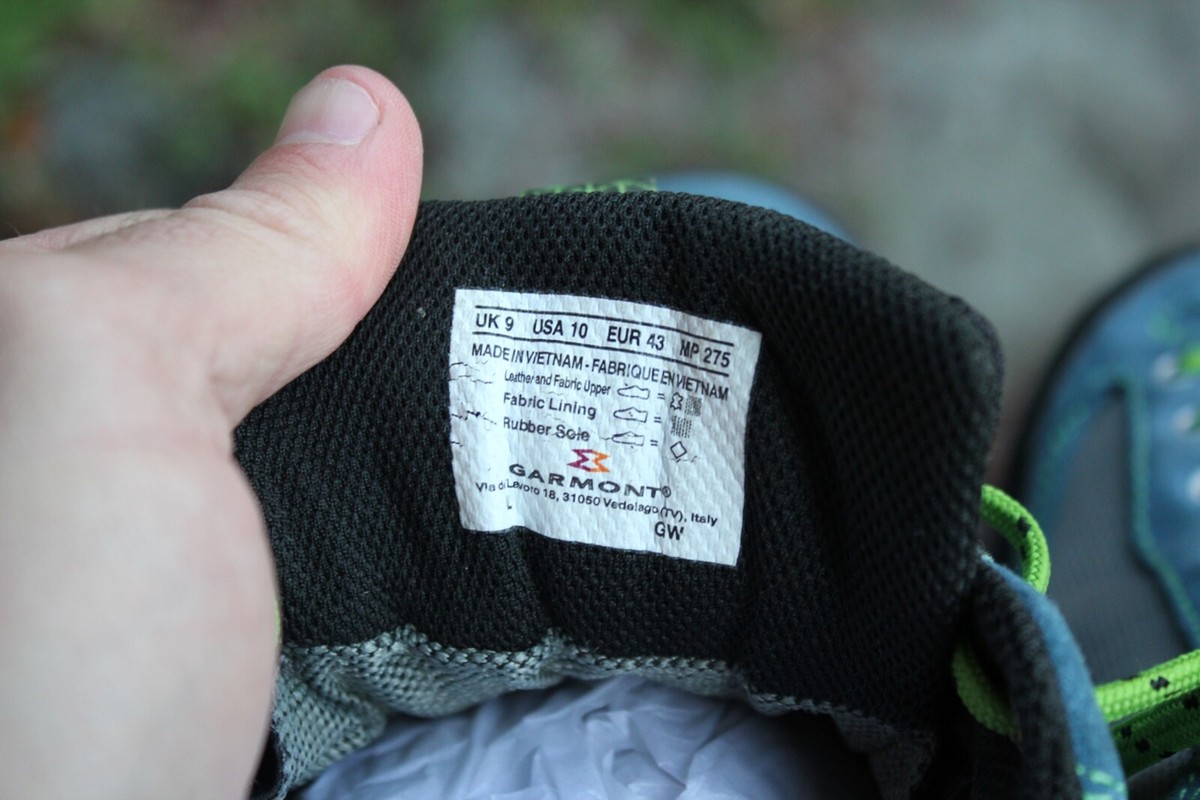 UK 9 USA 10 EUR 43 MP 275
MADE IN VIETNAM - FABRIQUE EN VIETNAM
Leather and Fabric Upper =
Fabric Lining =
Rubber Sole =
GARMONT®
Via di Lavoro 18, 31050 Vedelago (TV), Italy
GW